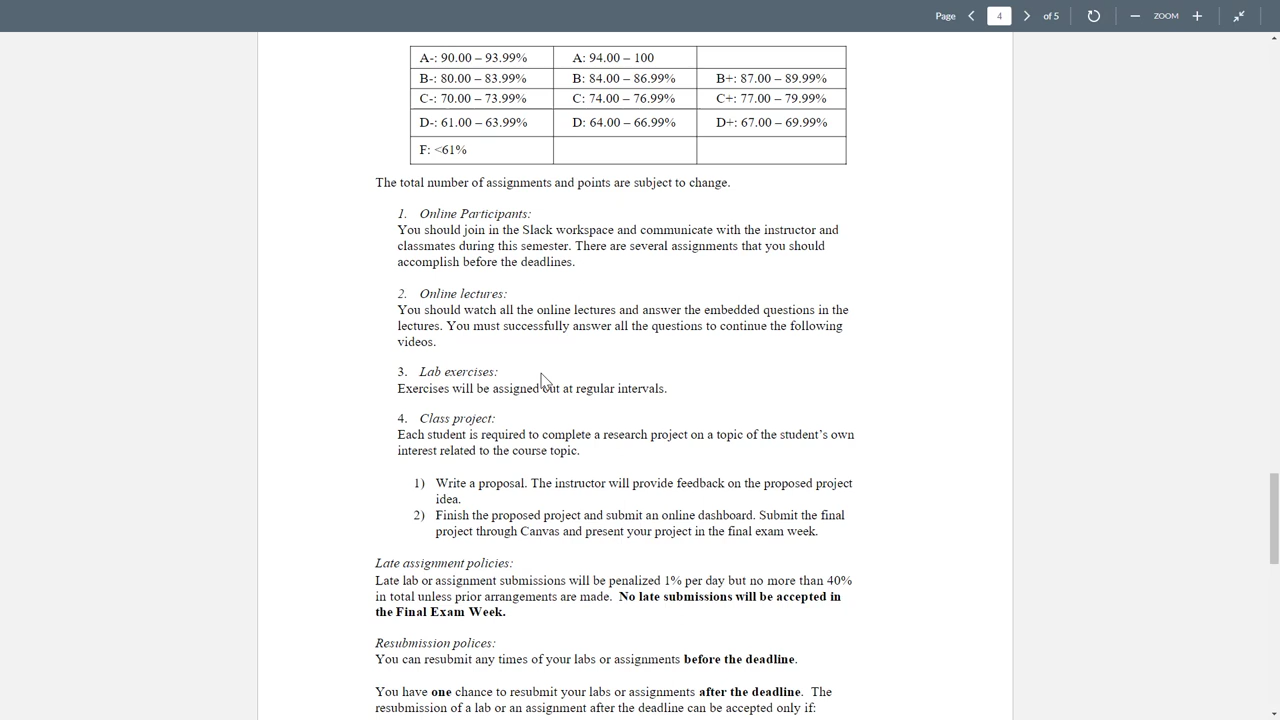 Page 4 of 5 ZOOM
A-: 90.00 – 93.99% A: 94.00 – 100
B-: 80.00 – 83.99% B: 84.00 – 86.99% B+: 87.00 – 89.99%
C-: 70.00 – 73.99% C: 74.00 – 76.99% C+: 77.00 – 79.99%
D-: 61.00 – 63.99% D: 64.00 – 66.99% D+: 67.00 – 69.99%
F: <61%
The total number of assignments and points are subject to change.
1. Online Participants:
You should join in the Slack workspace and communicate with the instructor and
classmates during this semester. There are several assignments that you should
accomplish before the deadlines.
2. Online lectures:
You should watch all the online lectures and answer the embedded questions in the
lectures. You must successfully answer all the questions to continue the following
videos.
3. Lab exercises:
Exercises will be assigned out at regular intervals.
4. Class project:
Each student is required to complete a research project on a topic of the student’s own
interest related to the course topic.
1) Write a proposal. The instructor will provide feedback on the proposed project
idea.
2) Finish the proposed project and submit an online dashboard. Submit the final
project through Canvas and present your project in the final exam week.
Late assignment policies:
Late lab or assignment submissions will be penalized 1% per day but no more than 40%
in total unless prior arrangements are made. No late submissions will be accepted in
the Final Exam Week.
Resubmission polices:
You can resubmit any times of your labs or assignments before the deadline.
You have one chance to resubmit your labs or assignments after the deadline. The
resubmission of a lab or an assignment after the deadline can be accepted only if: